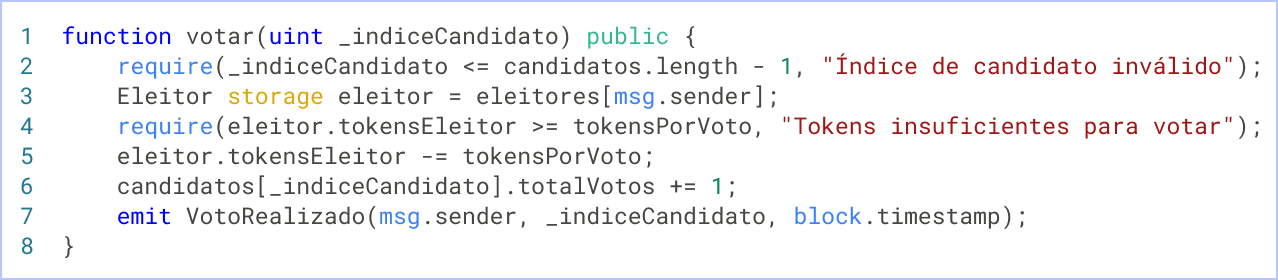 1 function votar(uint _indiceCandidato) public {
2 require(_indiceCandidato <= candidatos.length - 1, "Índice de candidato inválido");
3 Eleitor storage eleitor = eleitores[msg.sender];
4 require(eleitor.tokensEleitor >= tokensPorVoto, "Tokens insuficientes para votar");
5 eleitor.tokensEleitor -= tokensPorVoto;
6 candidatos[_indiceCandidato].totalVotos += 1;
7 emit VotoRealizado(msg.sender, _indiceCandidato, block.timestamp);
8 }